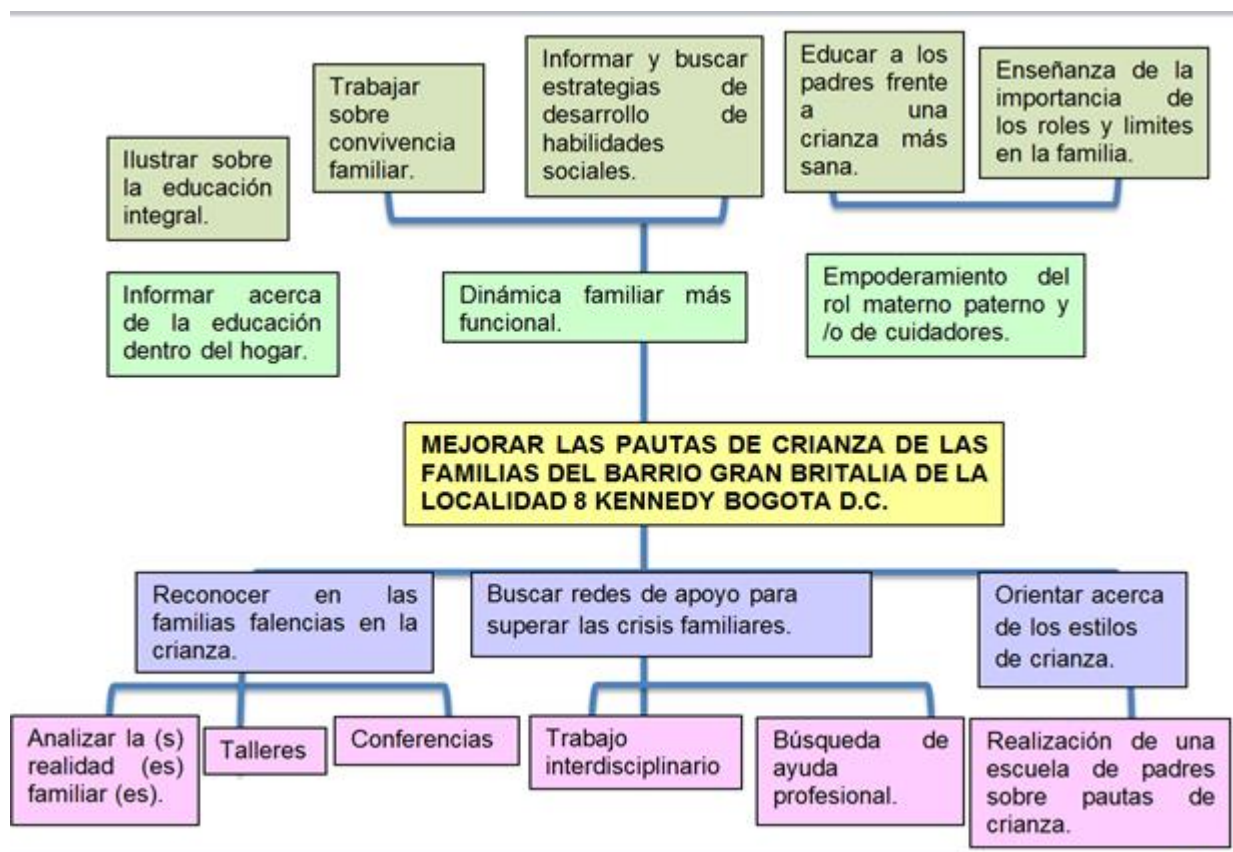 Ilustrar sobre
la educación
integral.
Trabajar
sobre
convivencia
familiar.
Informar y buscar
estrategias de
desarrollo de
habilidades
sociales.
Educar a los
padres frente
a una
crianza más
sana.
Enseñanza de la
importancia de
los roles y limites
en la familia.
Informar acerca
de la educación
dentro del hogar.
Dinámica familiar más
funcional.
Empoderamiento del
rol materno paterno y
/o de cuidadores.
MEJORAR LAS PAUTAS DE CRIANZA DE LAS
FAMILIAS DEL BARRIO GRAN BRITALIA DE LA
LOCALIDAD 8 KENNEDY BOGOTA D.C.
Reconocer en las
familias falencias en la
crianza.
Buscar redes de apoyo para
superar las crisis familiares.
Orientar acerca
de los estilos
de crianza.
Analizar la (s)
realidad (es)
familiar (es).
Talleres
Conferencias
Trabajo
interdisciplinario
Búsqueda de
ayuda
profesional.
Realización de una
escuela de padres
sobre pautas de
crianza.